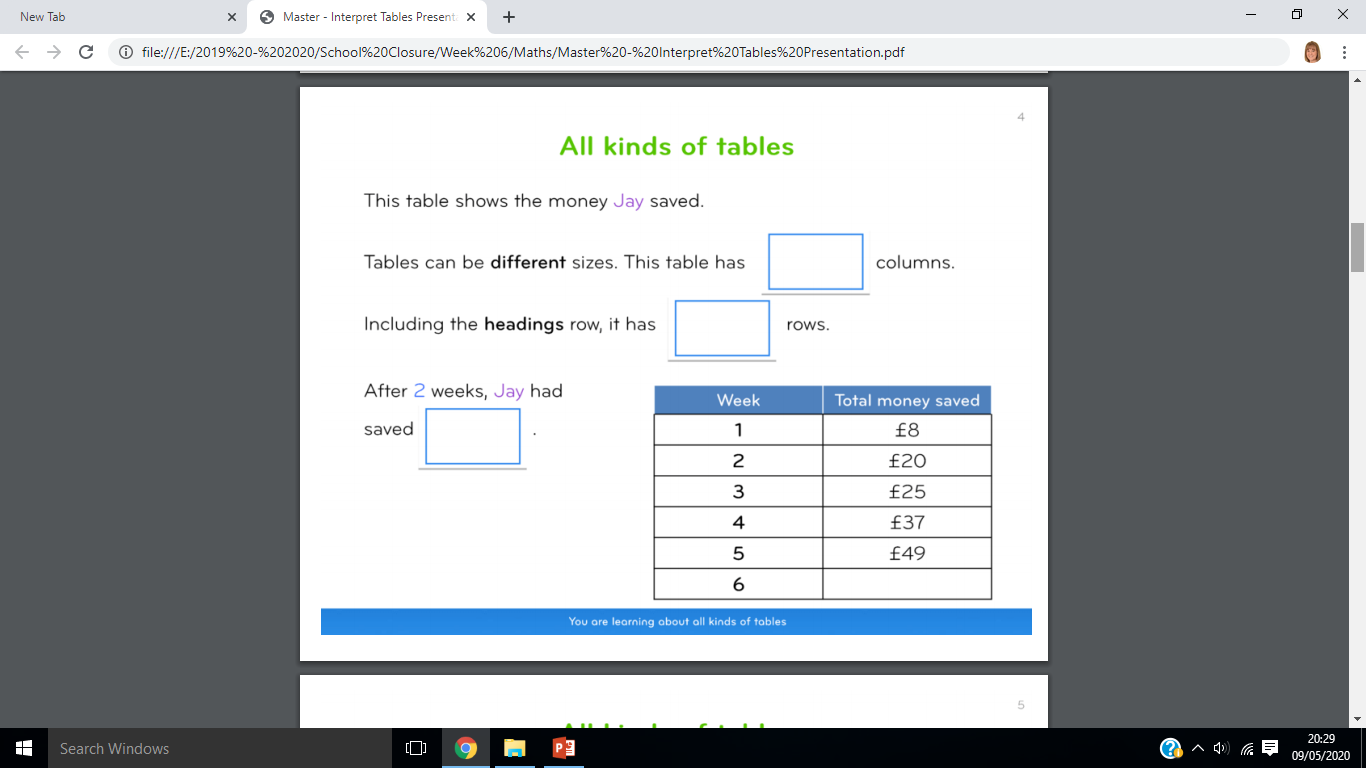 New Tab
Master - Interpret Tables Present
file:///E:/2019%20-%202020/School%20Closure/Week%206/Maths/Master%20-%20Interpret%20Tables%20Presentation.pdf
4
All kinds of tables
This table shows the money Jay saved.
Tables can be different sizes. This table has columns.
Including the headings row, it has rows.
After 2 weeks, Jay had
saved .
Week Total money saved
1 £8
2 £20
3 £25
4 £37
5 £49
6
You are learning about all kinds of tables
5
Search Windows
20:29
09/05/2020